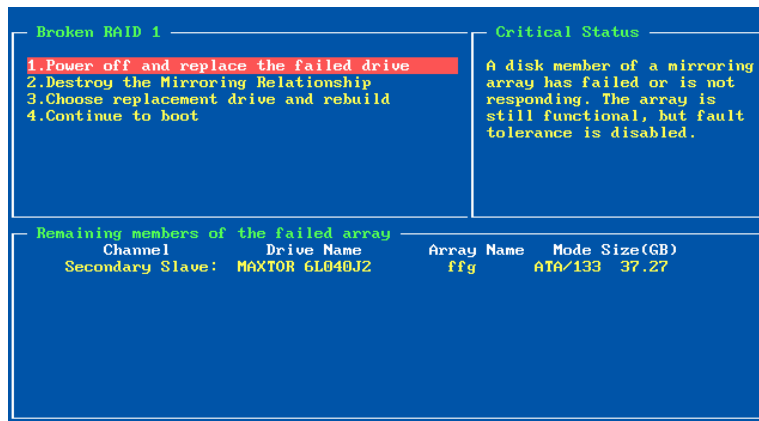 Broken RAID 1
1.Power off and replace the failed drive
2.Destroy the Mirroring Relationship
3.Choose replacement drive and rebuild
4.Continue to boot
Critical Status
A disk member of a mirroring
array has failed or is not
responding. The array is
still functional, but fault
tolerance is disabled.
Remaining members of the failed array
Channel Drive Name Array Name Mode Size(GB)
Secondary Slave: MAXTOR 6L040J2 ffg ATA/133 37.27